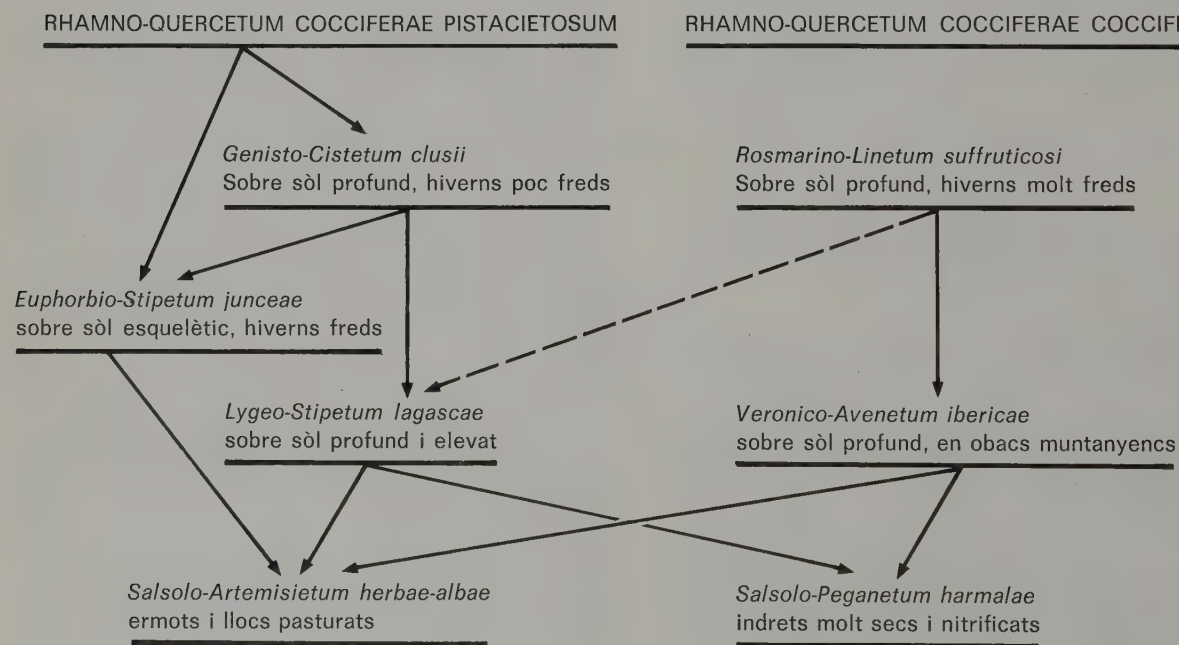 RHAMNO-QUERCETUM COCCIFERAE PISTACIETOSUM
RHAMNO-QUERCETUM COCCIFERAE
Genisto-Cistetum clusii
Sobre sòl profund, hiverns poc freds
Rosmarino-Linetum suffruticosi
Sobre sòl profund, hiverns molt freds
Euphorbio-Stipetum junceae
sobre sòl esquelètic, hiverns freds
Lygeo-Stipetum lagascae
sobre sòl profund i elevat
Veronico-Avenetum ibericae
sobre sòl profund, en obacs muntanyencs
Salsolo-Artemisietum herbae-albae
ermots i llocs pasturats
Salsolo-Peganetum harmalae
indrets molt secs i nitrificats